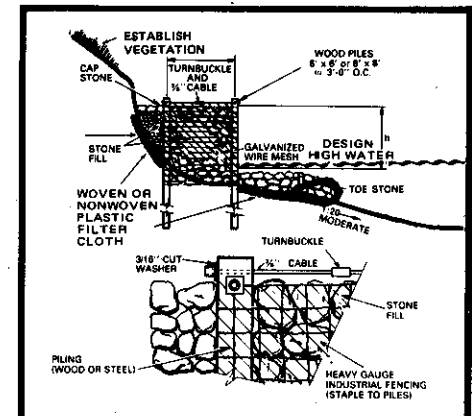 ESTABLISH
VEGETATION
CAP
STONE
TURNBUCKLE
AND
⅜" CABLE
WOOD PILES
6' x 6' or 8' x 8'
3'-0" O.C.
h
STONE
FILL
GALVANIZED
WIRE MESH
DESIGN
HIGH WATER
WOVEN OR
NONWOVEN
PLASTIC
FILTER
CLOTH
TOE STONE
1:20
MODERATE
TURNBUCKLE
3/16" CUT
WASHER
⅜" CABLE
STONE
FILL
PILING
(WOOD OR STEEL)
HEAVY GAUGE
INDUSTRIAL FENCING
(STAPLE TO PILES)